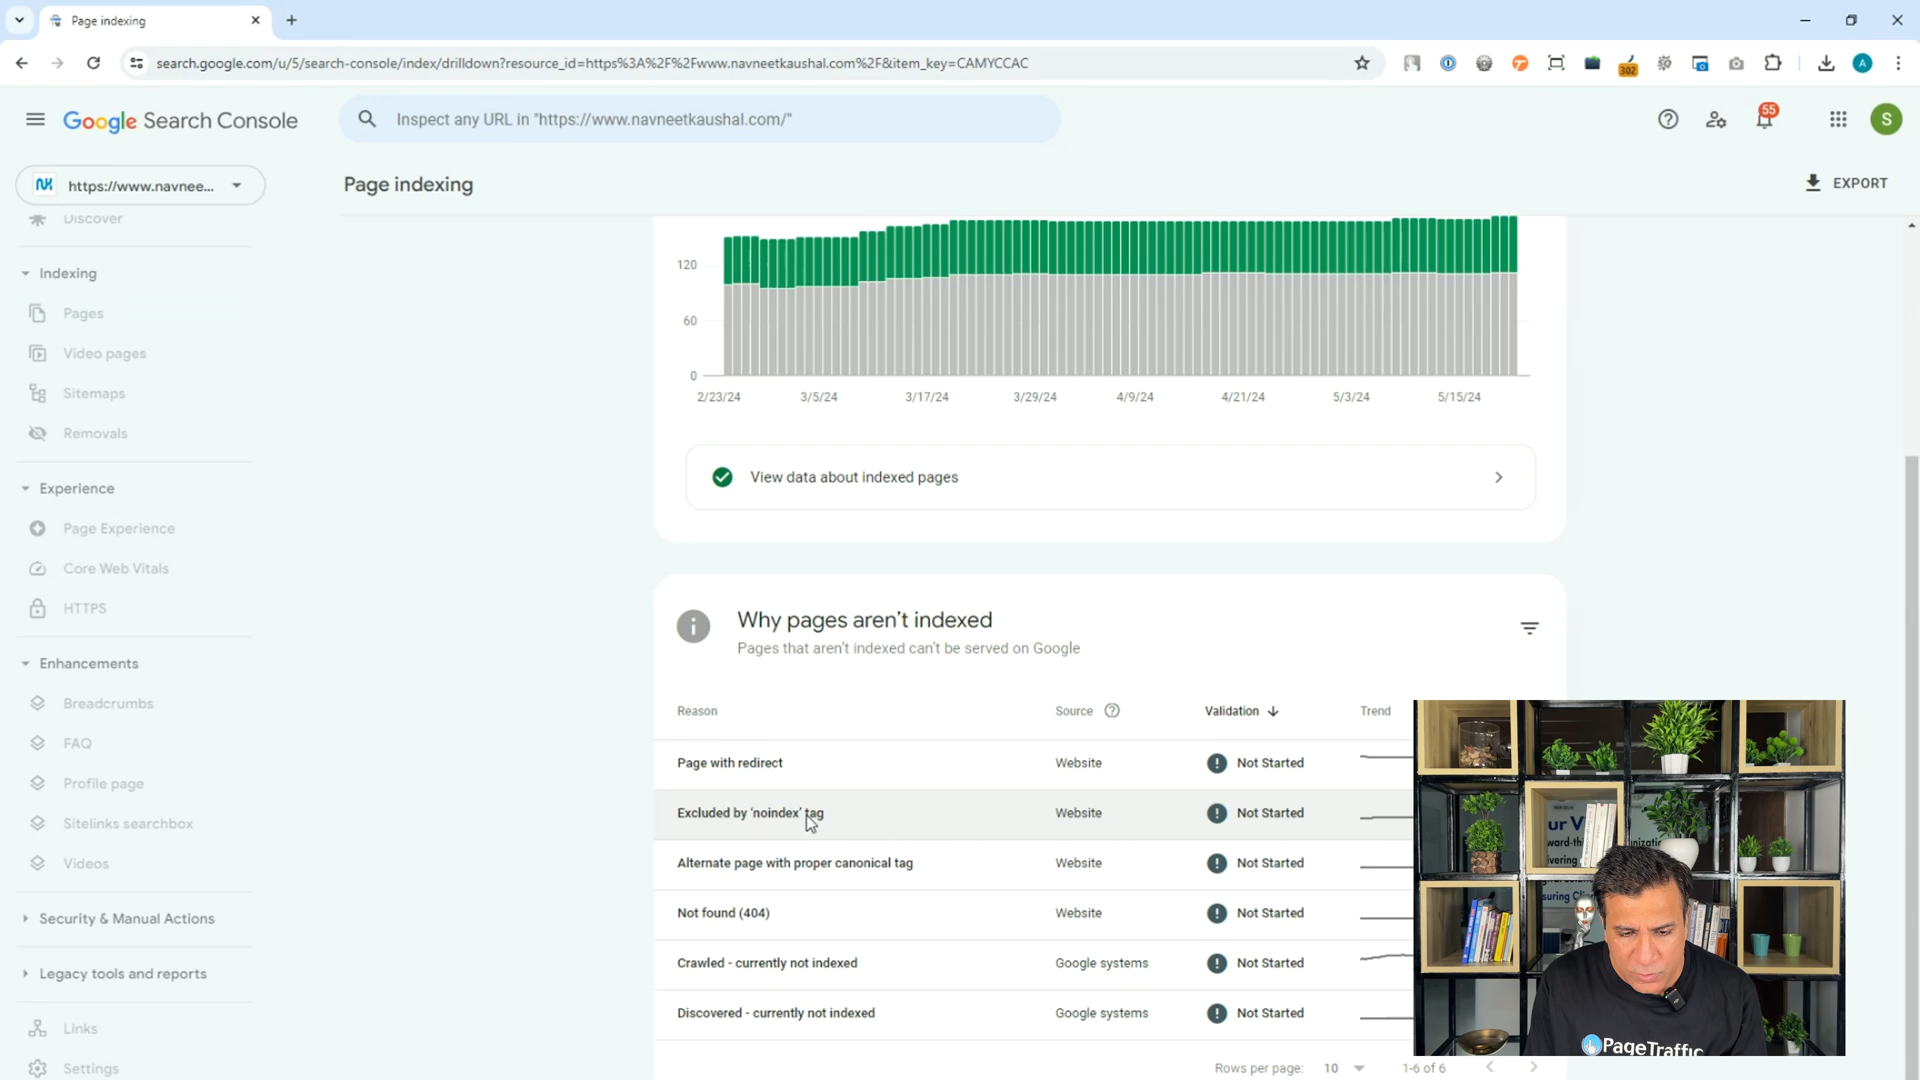 Page indexing
search.google.com/u/5/search-console/index/drilldown?resource_id=https%3A%2F%2Fwww.navneetkaushal.com%2F&item_key=CAMYCCAC
302
A
Google Search Console
Inspect any URL in "https://www.navneetkaushal.com/"
55
S
https://www.navnee...
Page indexing
EXPORT
Discover
Indexing
Pages
Video pages
Sitemaps
Removals
Experience
Page Experience
Core Web Vitals
HTTPS
Enhancements
Breadcrumbs
FAQ
Profile page
Sitelinks searchbox
Videos
Security & Manual Actions
Legacy tools and reports
Links
Settings
120
60
0
2/23/24 3/5/24 3/17/24 3/29/24 4/9/24 4/21/24 5/3/24 5/15/24
View data about indexed pages
Why pages aren't indexed
Pages that aren't indexed can't be served on Google
Reason Source Validation Trend
Page with redirect Website Not Started
Excluded by 'noindex' tag Website Not Started
Alternate page with proper canonical tag Website Not Started
Not found (404) Website Not Started
Crawled - currently not indexed Google systems Not Started
Discovered - currently not indexed Google systems Not Started
Rows per page: 10 1-6 of 6
PageTraffic